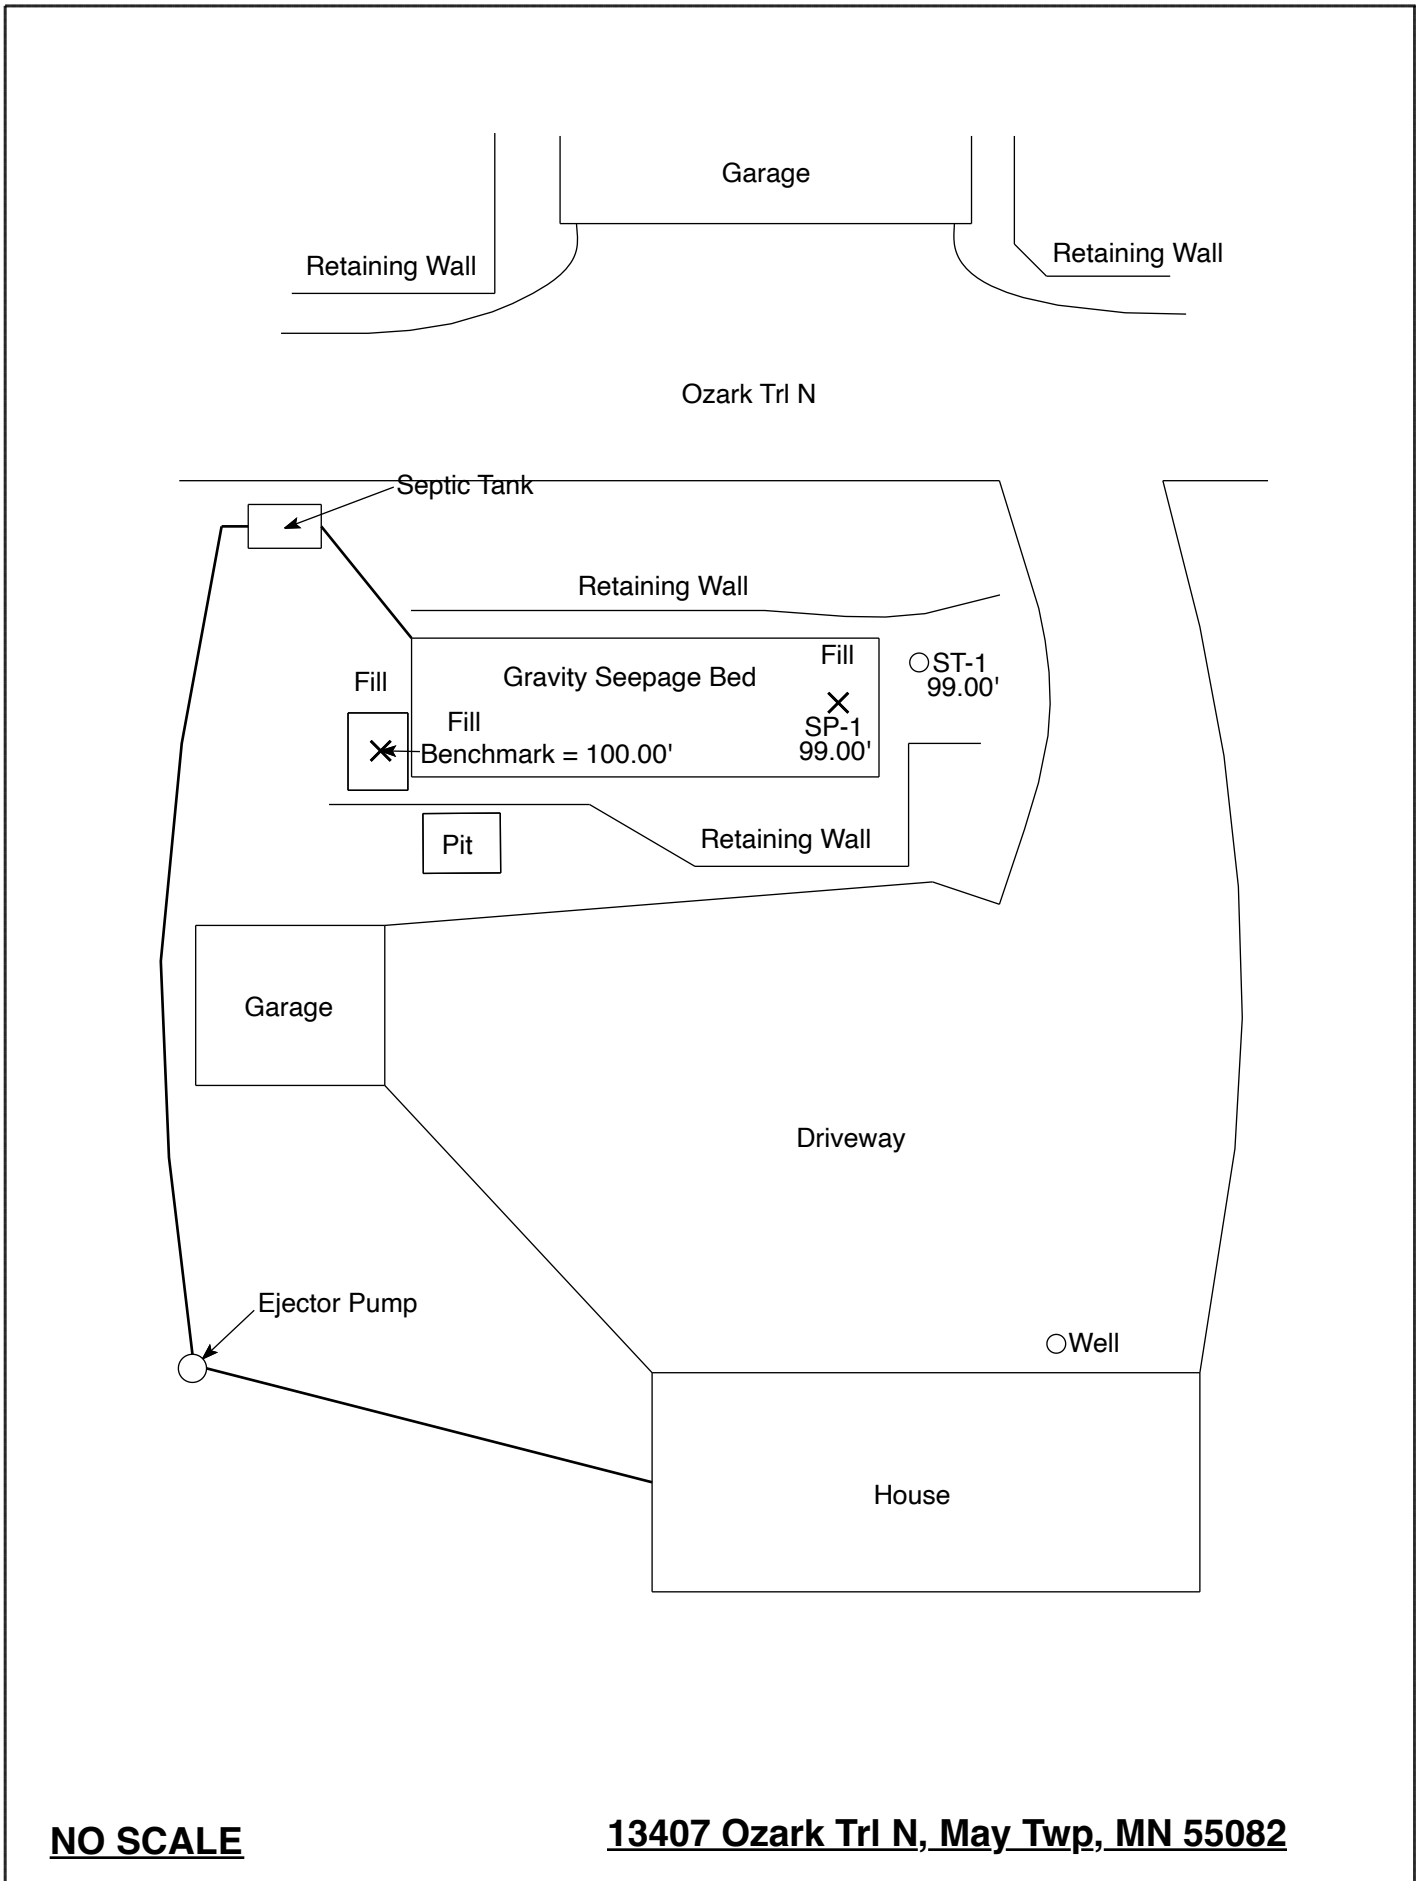 Garage
Retaining Wall
Retaining Wall
Ozark Trl N
Septic Tank
Retaining Wall
Fill
ST-1
99.00'
Gravity Seepage Bed
Fill
Fill
SP-1
99.00'
Benchmark = 100.00'
Retaining Wall
Pit
Garage
Driveway
Ejector Pump
Well
House
NO SCALE
13407 Ozark Trl N, May Twp, MN 55082